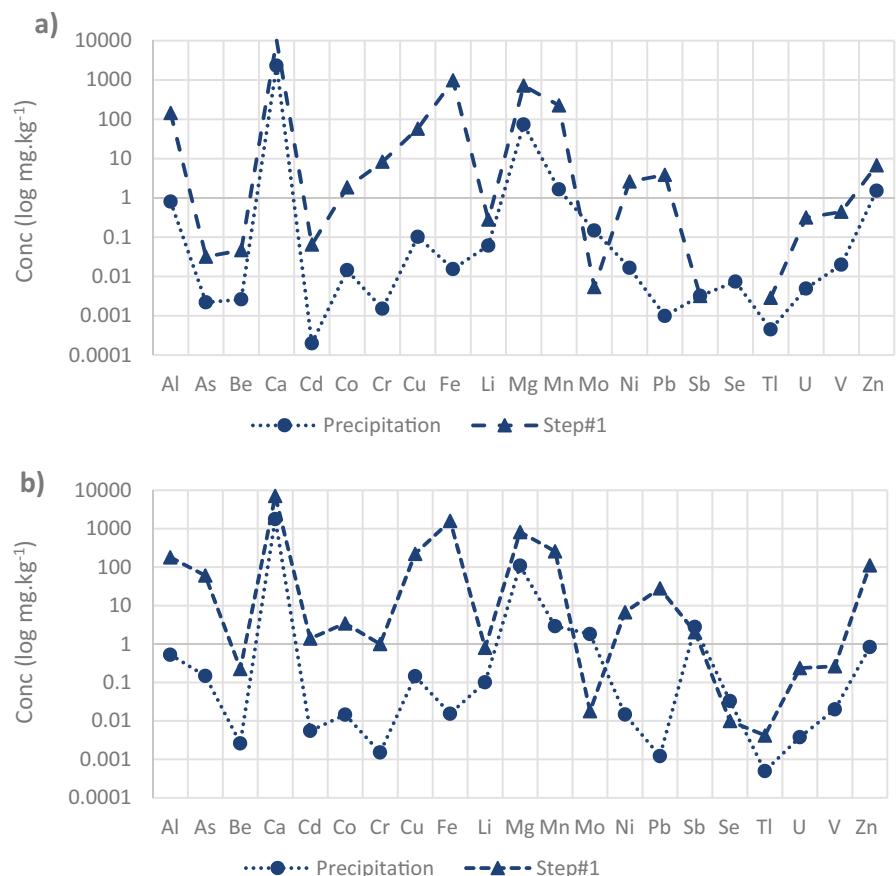 a)
Conc (log mg.kg-1)
10000
1000
100
10
1
0.1
0.01
0.001
0.0001
Al As Be Ca Cd Co Cr Cu Fe Li Mg Mn Mo Ni Pb Sb Se Tl U V Zn
Precipitation Step#1
b)
Conc (log mg.kg-1)
10000
1000
100
10
1
0.1
0.01
0.001
0.0001
Al As Be Ca Cd Co Cr Cu Fe Li Mg Mn Mo Ni Pb Sb Se Tl U V Zn
Precipitation Step#1